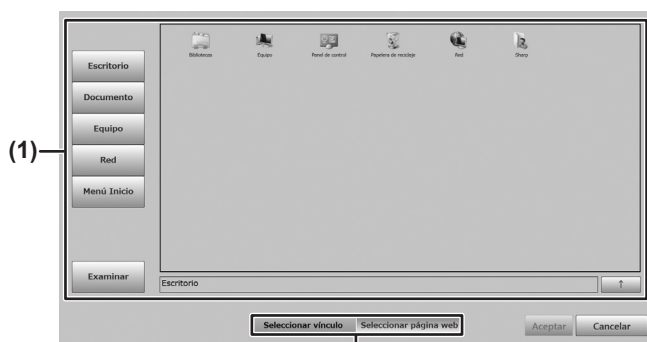 Bibliotecas Equipo Panel de control Papelera de reciclaje Red Sharp
Escritorio
Documento
Equipo
(1)
Red
Menú Inicio
Examinar
Escritorio ↑
Seleccionar vínculo Seleccionar página web Aceptar Cancelar